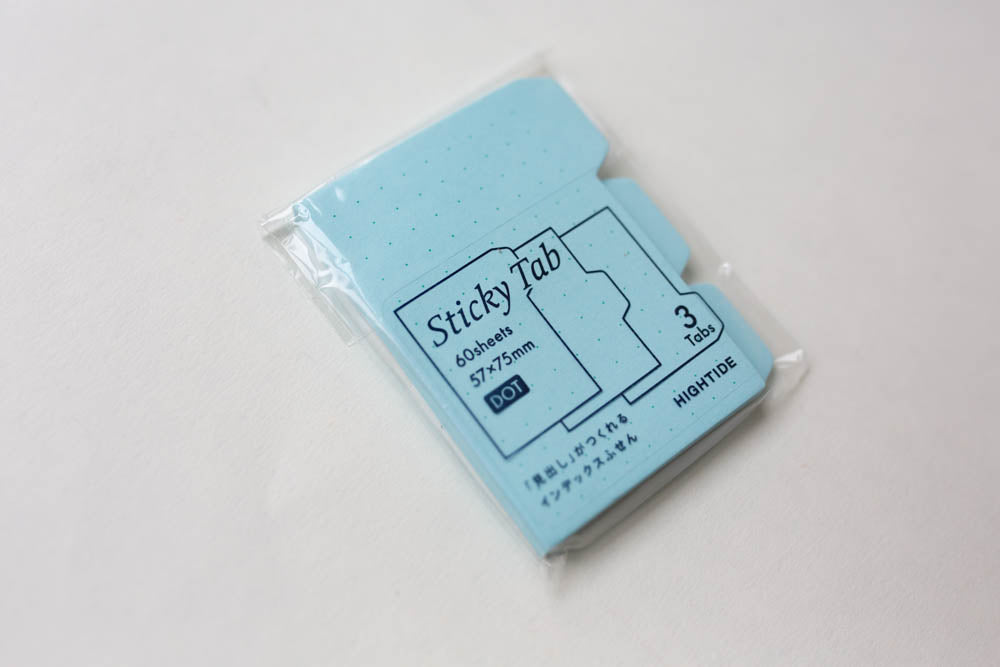 Sticky Tab
60sheets
57×75mm
DOT
3
Tabs
HIGHTIDE
「見出し」がつくれる
インデックスふせん